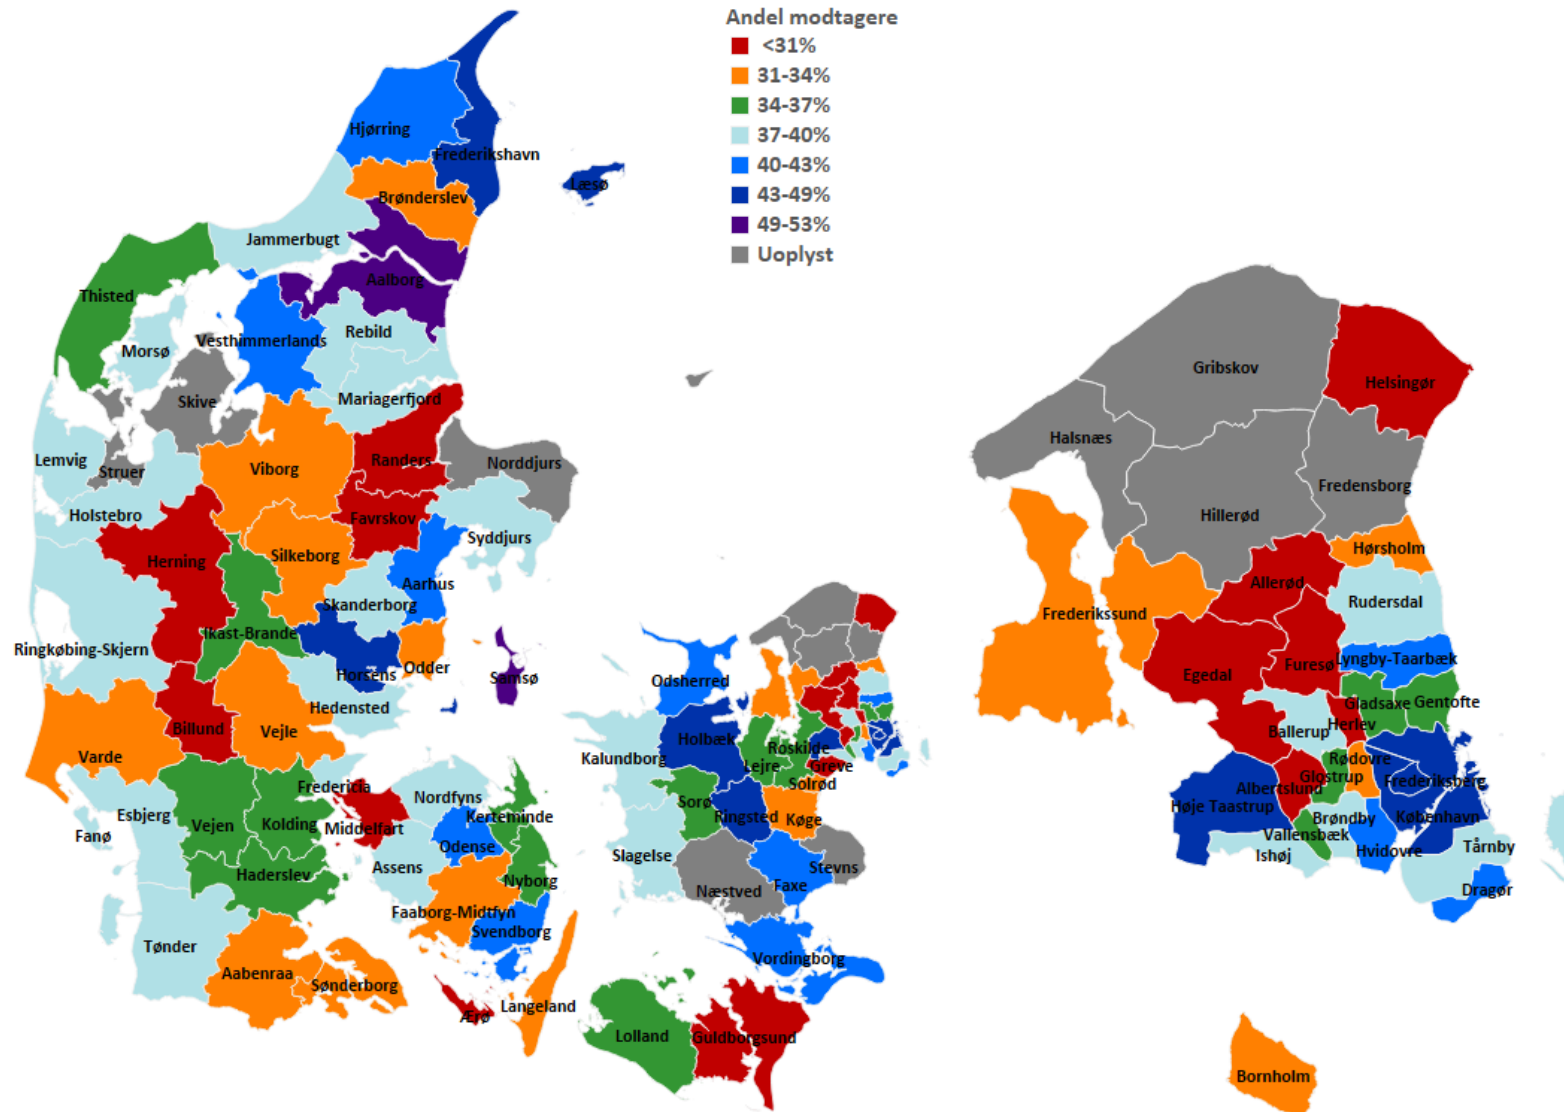 Andel modtagere
<31%
31-34%
34-37%
37-40%
40-43%
43-49%
49-53%
Uoplyst
Hjørring
Frederikshavn
Læsø
Brønderslev
Jammerbugt
Aalborg
Thisted
Vesthimmerlands
Rebild
Morsø
Mariagerfjord
Skive
Lemvig
Struer
Viborg
Randers
Norddjurs
Holstebro
Favrskov
Syddjurs
Herning
Silkeborg
Aarhus
Skanderborg
Ikast-Brande
Ringkøbing-Skjern
Horsens
Odder
Samsø
Hedensted
Billund
Vejle
Varde
Fredericia
Nordfyns
Esbjerg
Fanø
Vejen
Kolding
Middelfart
Kerteminde
Odense
Assens
Haderslev
Nyborg
Faaborg-Midtfyn
Svendborg
Tønder
Aabenraa
Sønderborg
Ærø
Langeland
Odsherred
Holbæk
Kalundborg
Roskilde
Lejre
Greve
Solrød
Sorø
Ringsted
Køge
Slagelse
Stevns
Næstved
Faxe
Vordingborg
Lolland
Guldborgsund
Gribskov
Helsingør
Halsnæs
Fredensborg
Hillerød
Hørsholm
Allerød
Rudersdal
Frederikssund
Egedal
Furesø
Lyngby-Taarbæk
Gladsaxe
Gentofte
Ballerup
Herlev
Rødovre
Glostrup
Frederiksberg
Albertslund
Høje Taastrup
Brøndby
København
Vallensbæk
Ishøj
Hvidovre
Tårnby
Dragør
Bornholm